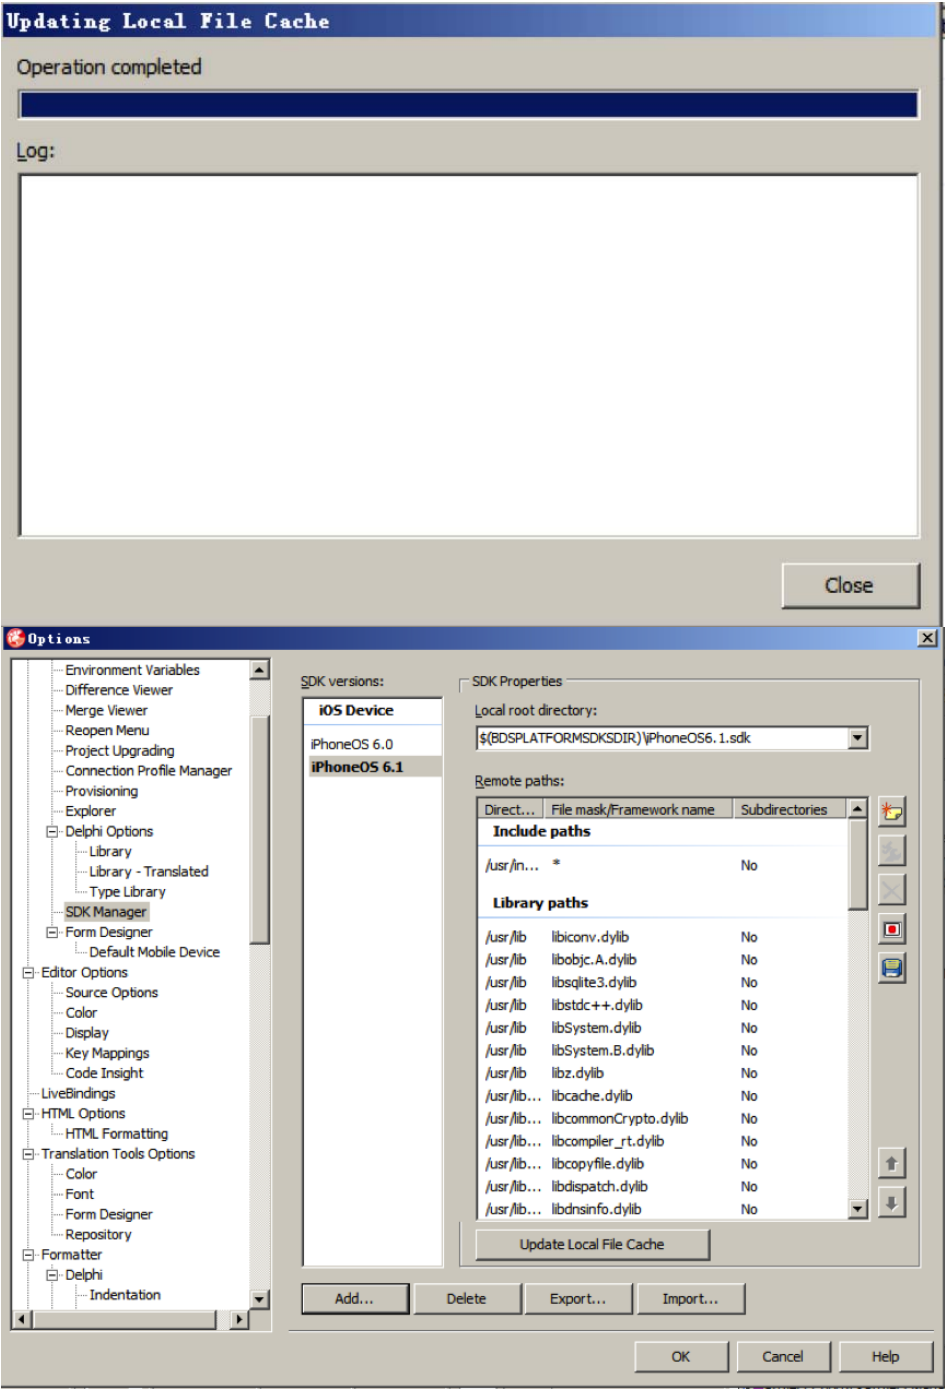 Updating Local File Cache
Operation completed
Log:
Close
Options
Environment Variables
Difference Viewer
Merge Viewer
Reopen Menu
Project Upgrading
Connection Profile Manager
Provisioning
Explorer
Delphi Options
Library
Library - Translated
Type Library
SDK Manager
Form Designer
Default Mobile Device
Editor Options
Source Options
Color
Display
Key Mappings
Code Insight
LiveBindings
HTML Options
HTML Formatting
Translation Tools Options
Color
Font
Form Designer
Repository
Formatter
Delphi
Indentation
SDK versions:
iOS Device
iPhoneOS 6.0
iPhoneOS 6.1
SDK Properties
Local root directory:
$(BDSPLATFORMSDKSDIR)\iPhoneOS6.1.sdk
Remote paths:
Direct... File mask/Framework name Subdirectories
Include paths
/usr/in... * No
Library paths
/usr/lib libiconv.dylib No
/usr/lib libobjc.A.dylib No
/usr/lib libsqlite3.dylib No
/usr/lib libstdc++.dylib No
/usr/lib libSystem.dylib No
/usr/lib libSystem.B.dylib No
/usr/lib libz.dylib No
/usr/lib... libcache.dylib No
/usr/lib... libcommonCrypto.dylib No
/usr/lib... libcompiler_rt.dylib No
/usr/lib... libcopyfile.dylib No
/usr/lib... libdispatch.dylib No
/usr/lib... libdnsinfo.dylib No
Update Local File Cache
Add... Delete Export... Import...
OK Cancel Help